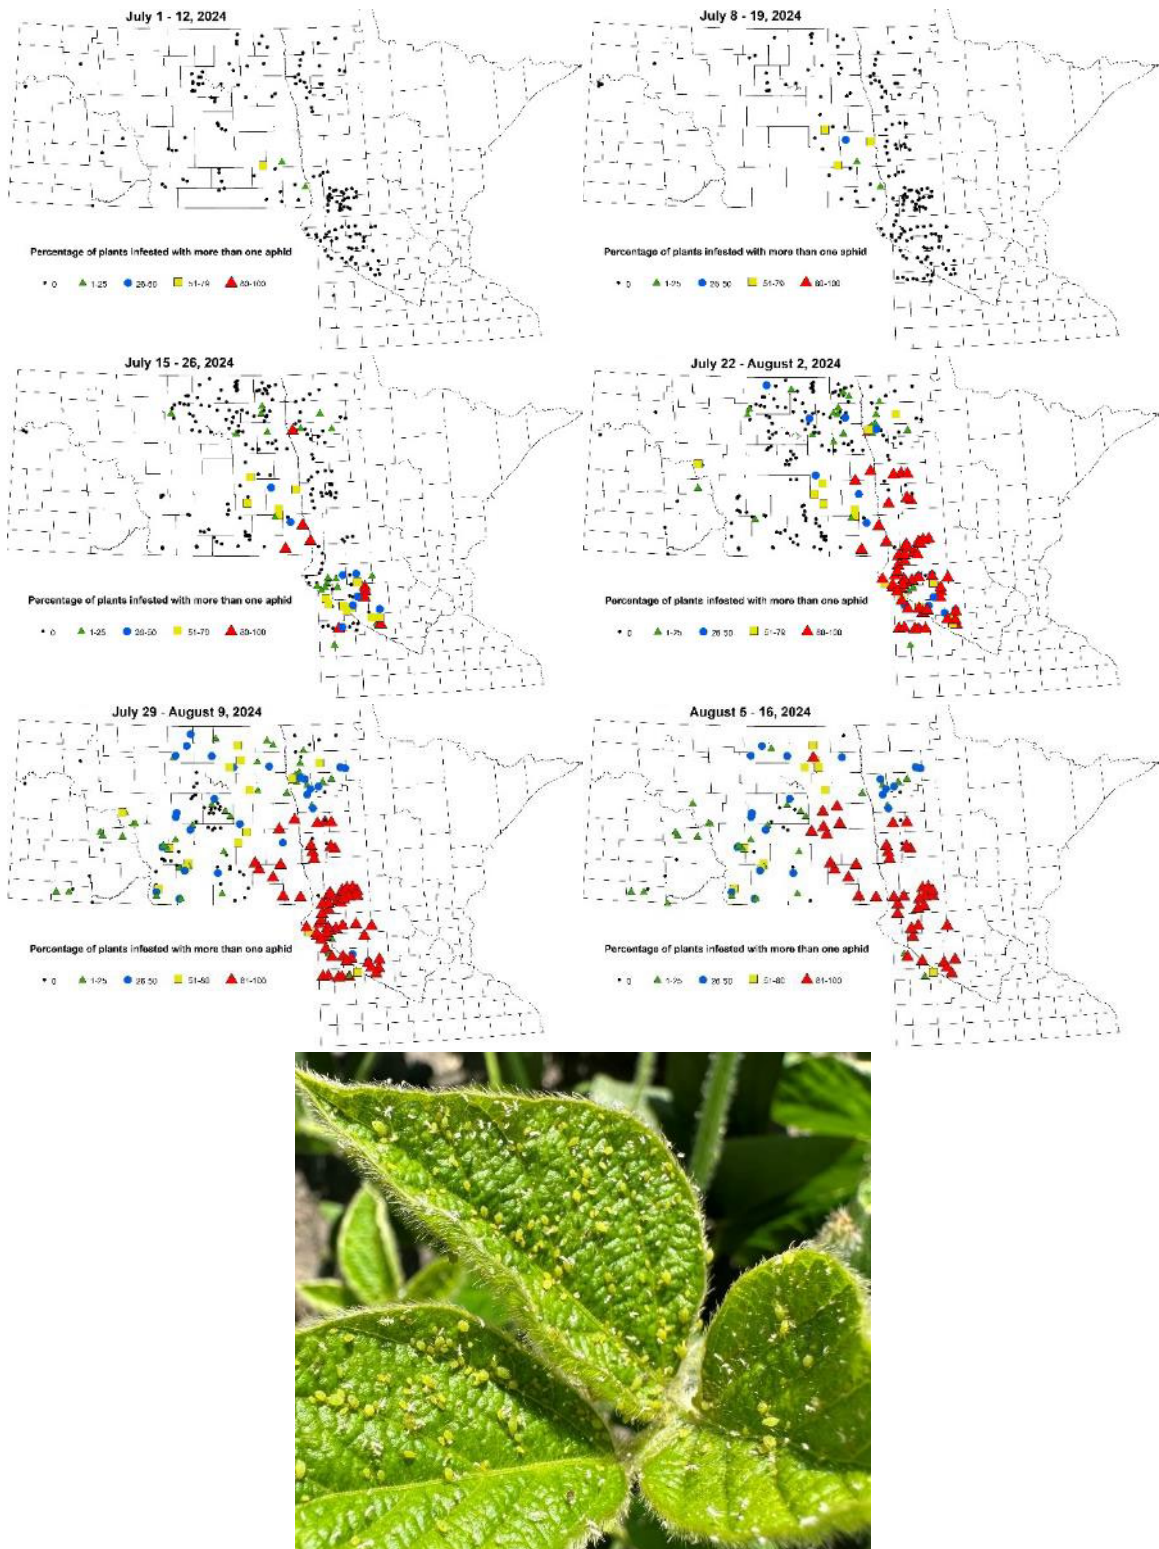 July 1 - 12, 2024
Percentage of plants infested with more than one aphid
0 1-25 26-50 51-79 80-100
July 8 - 19, 2024
Percentage of plants infested with more than one aphid
0 1-25 26-50 51-79 80-100
July 15 - 26, 2024
Percentage of plants infested with more than one aphid
0 1-25 26-50 51-79 80-100
July 22 - August 2, 2024
Percentage of plants infested with more than one aphid
0 1-25 26-50 51-79 80-100
July 29 - August 9, 2024
Percentage of plants infested with more than one aphid
0 1-25 26-50 51-80 81-100
August 5 - 16, 2024
Percentage of plants infested with more than one aphid
0 1-25 26-50 51-80 81-100